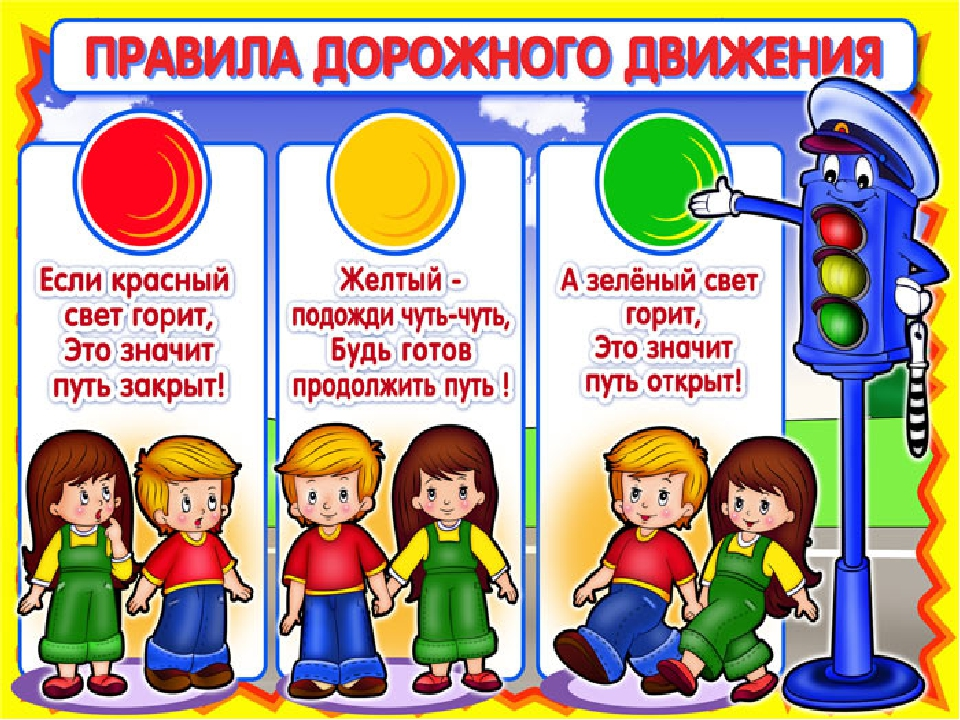 ПРАВИЛА ДОРОЖНОГО ДВИЖЕНИЯ
Если красный
свет горит,
Это значит
путь закрыт!
Желтый -
подожди чуть-чуть,
Будь готов
продолжить путь !
А зелёный свет
горит,
Это значит
путь открыт!